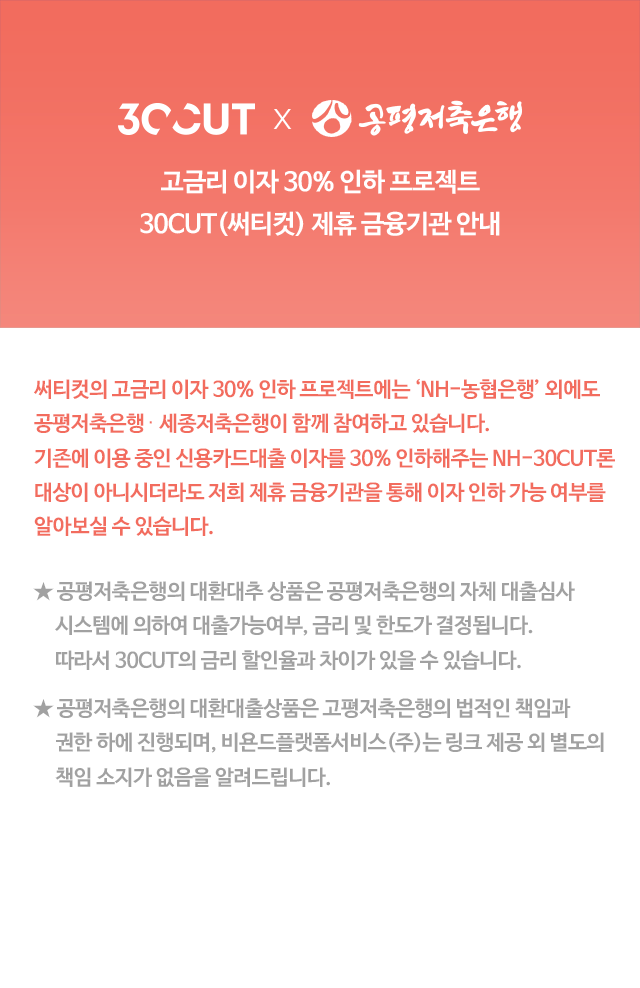 30CUT X 공평저축은행
고금리 이자 30% 인하 프로젝트
30CUT(써티컷) 제휴 금융기관 안내
써티컷의 고금리 이자 30% 인하 프로젝트에는 ‘NH-농협은행’ 외에도
공평저축은행· 세종저축은행이 함께 참여하고 있습니다.
기존에 이용 중인 신용카드대출 이자를 30% 인하해주는 NH-30CUT론
대상이 아니시더라도 저희 제휴 금융기관을 통해 이자 인하 가능 여부를
알아보실 수 있습니다.
★ 공평저축은행의 대환대추 상품은 공평저축은행의 자체 대출심사
시스템에 의하여 대출가능여부, 금리 및 한도가 결정됩니다.
따라서 30CUT의 금리 할인율과 차이가 있을 수 있습니다.
★ 공평저축은행의 대환대출상품은 고평저축은행의 법적인 책임과
권한 하에 진행되며, 비욘드플랫폼서비스(주)는 링크 제공 외 별도의
책임 소지가 없음을 알려드립니다.